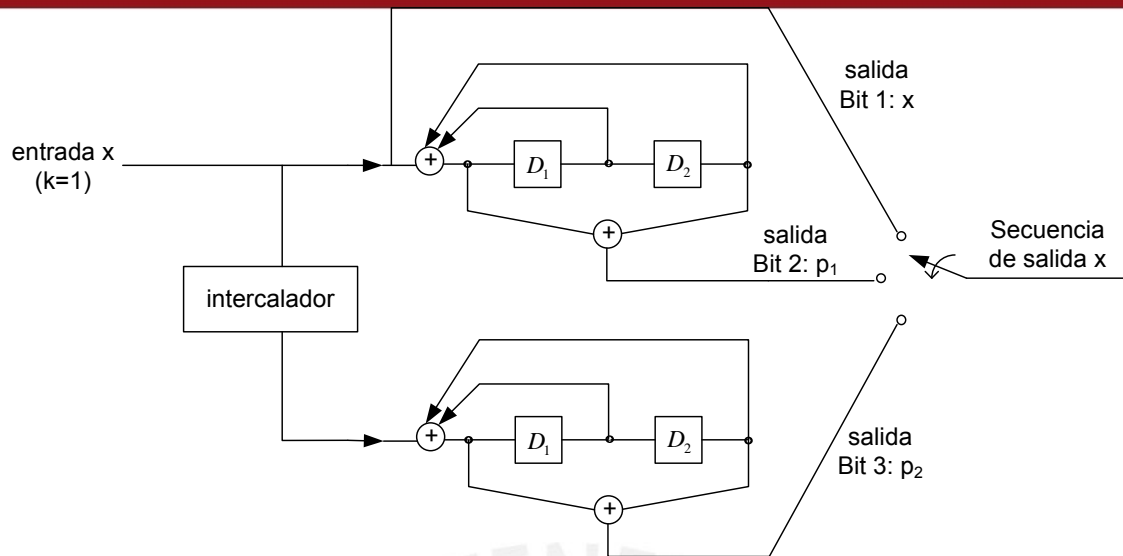 salida
Bit 1: x
entrada x
(k=1)
+
D₁
D₂
+
salida
Bit 2: p₁
Secuencia
de salida x
intercalador
+
D₁
D₂
+
salida
Bit 3: p₂